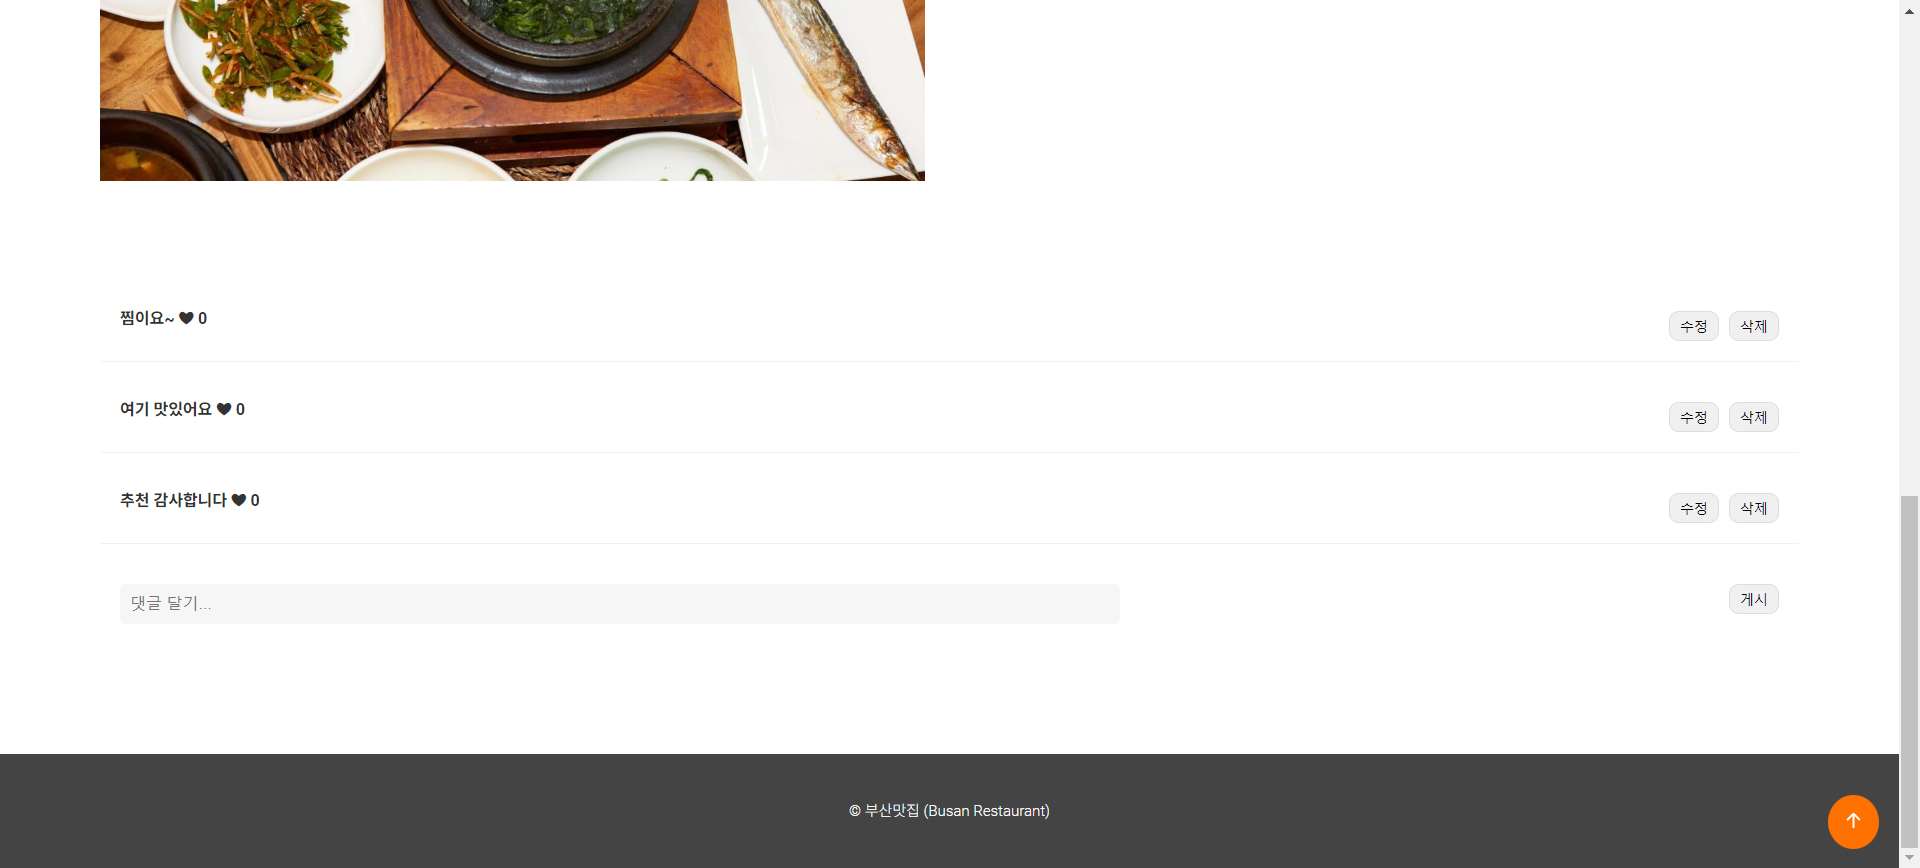 찜이요~ ♥ 0
수정 삭제
여기 맛있어요 ♥ 0
수정 삭제
추천 감사합니다 ♥ 0
수정 삭제
댓글 달기...
게시
© 부산맛집 (Busan Restaurant)